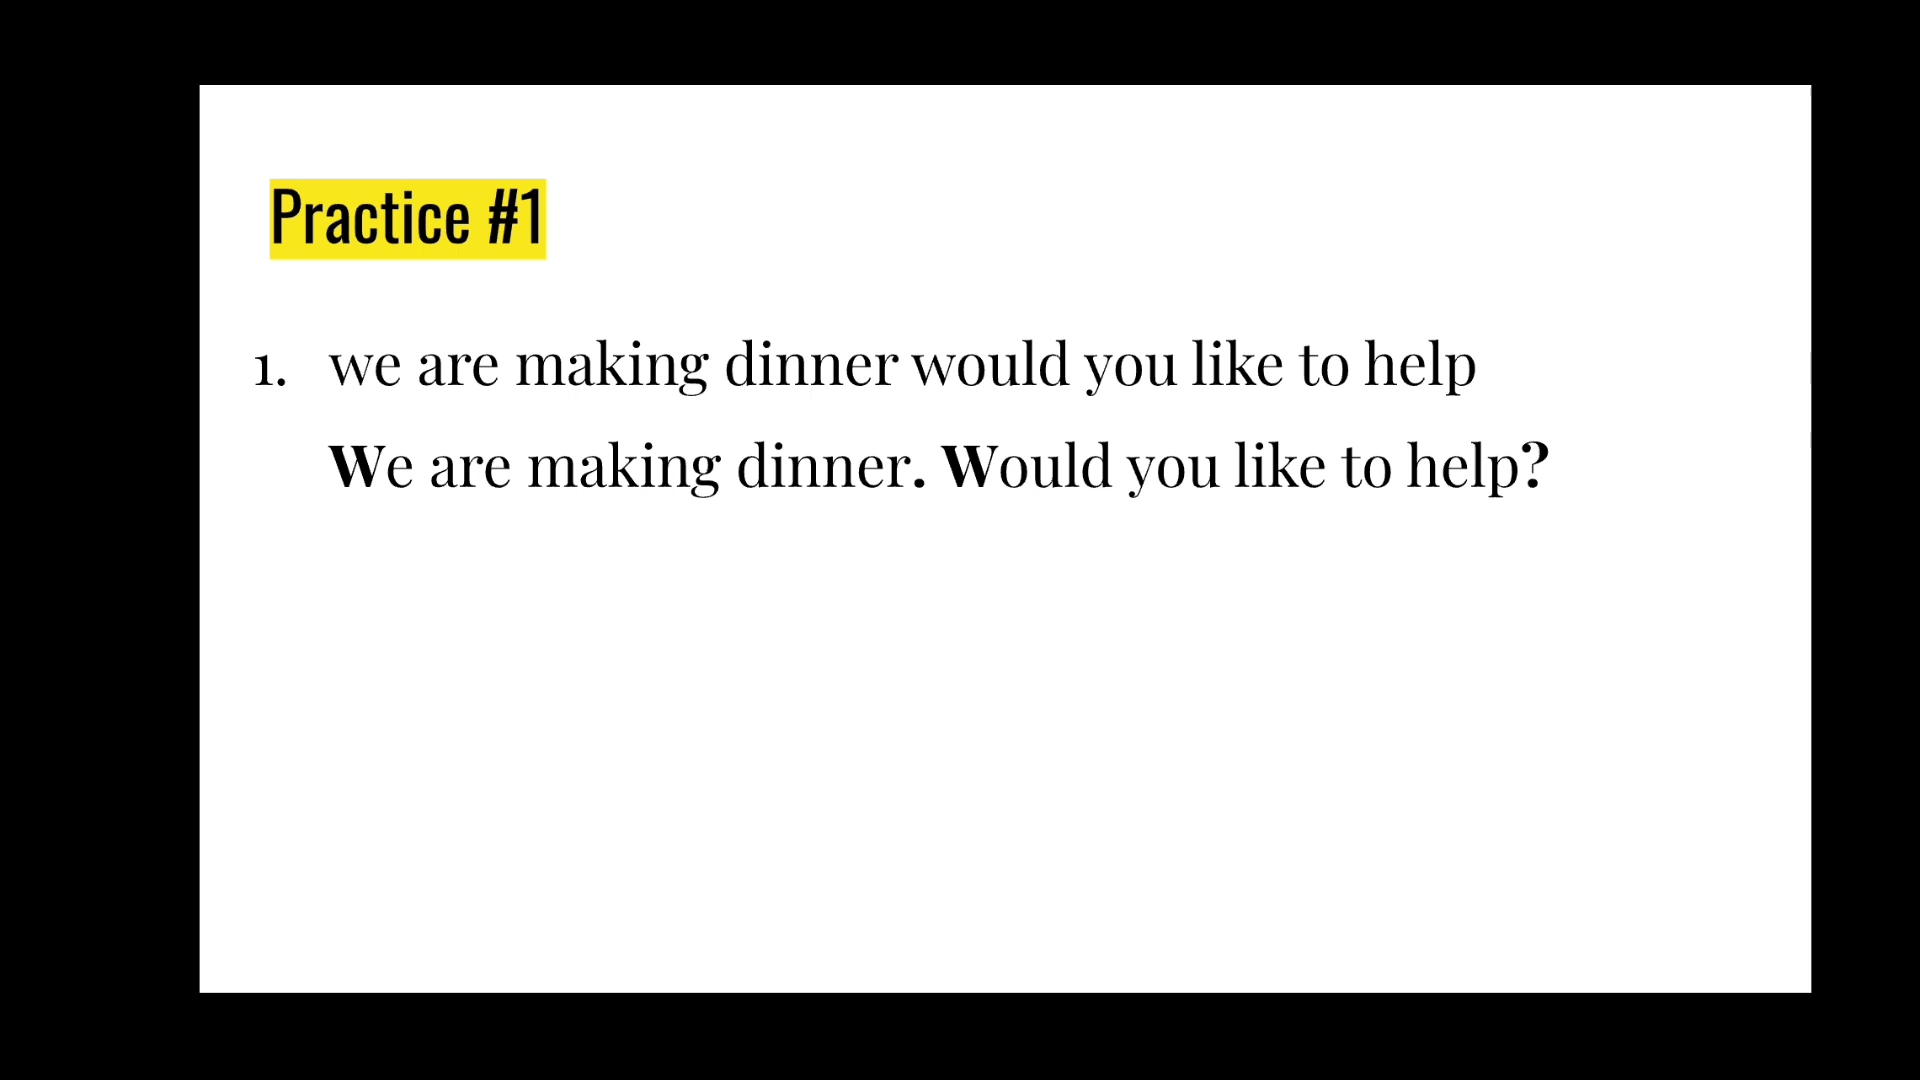 Practice #1
1. we are making dinner would you like to help
We are making dinner. Would you like to help?